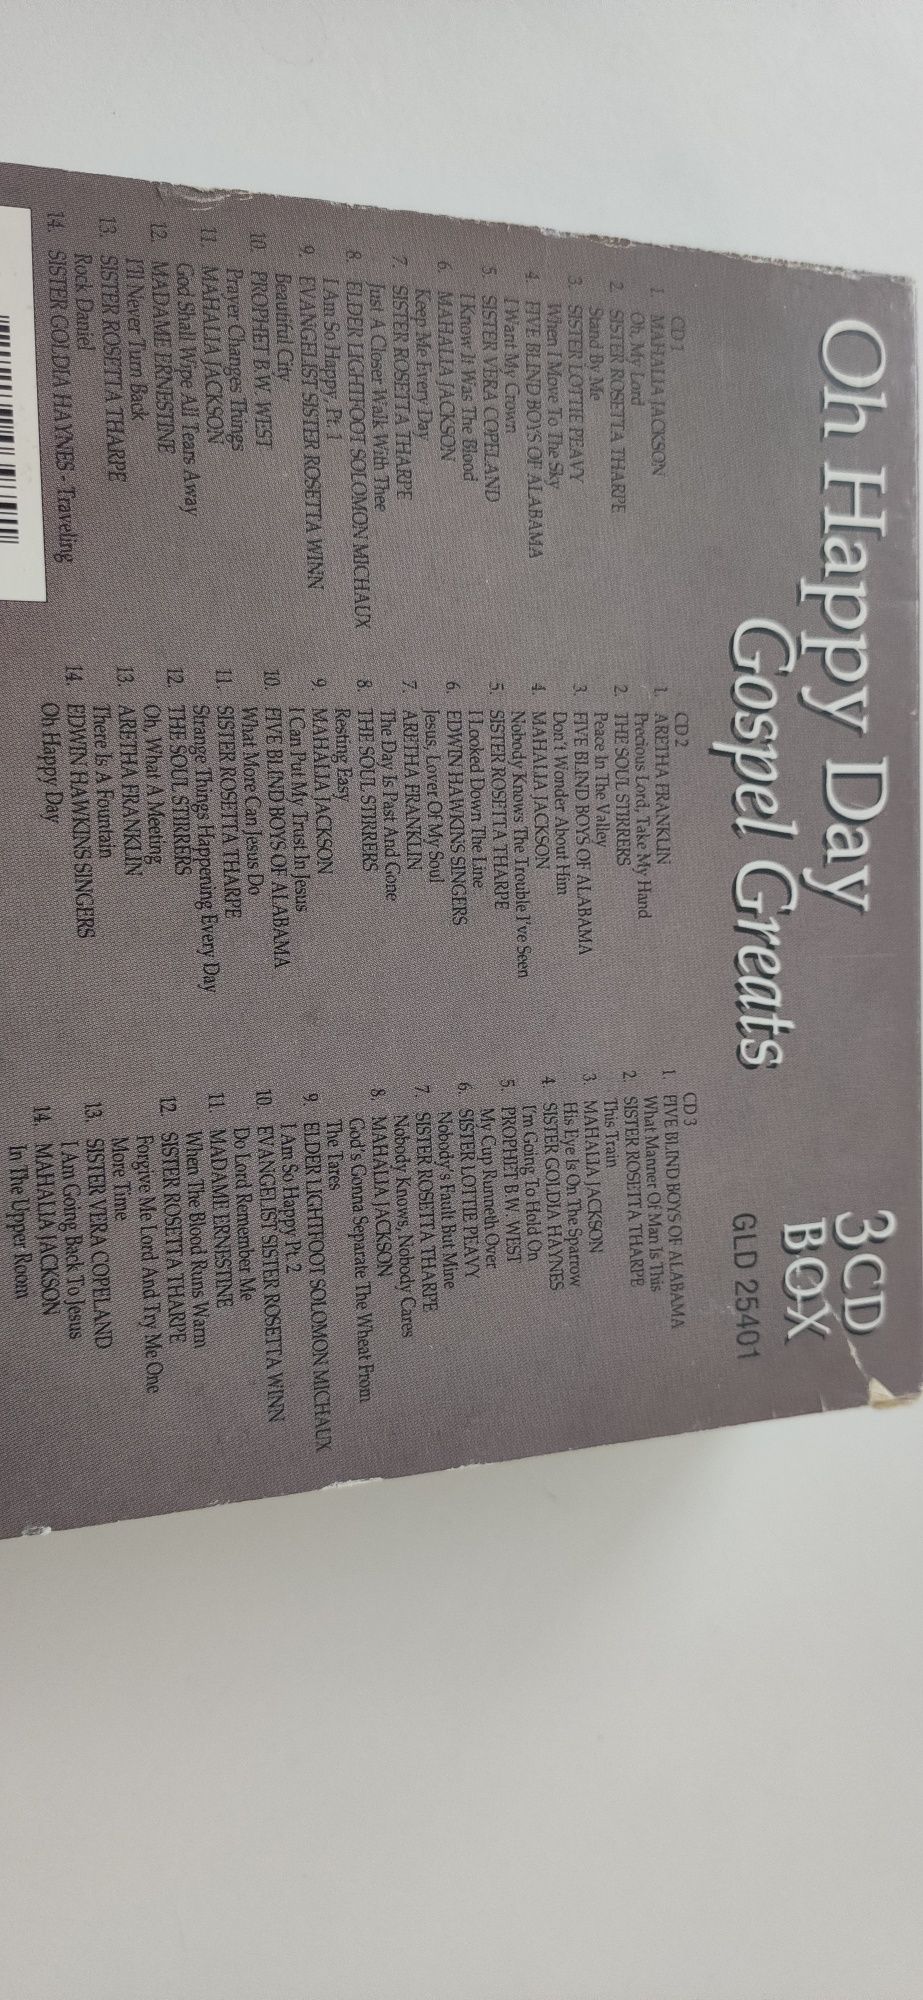 Oh Happy Day
Gospel Greats
3CD
BOX
GLD 25401
CD 1
1. MAHALIA JACKSON
Oh, My Lord
2. SISTER ROSETTA THARPE
Stand By Me
3. SISTER LOTTIE PEAVY
When I Move To The Sky
4. FIVE BLIND BOYS OF ALABAMA
I Want My Crown
5. SISTER VERA COPELAND
I Know It Was The Blood
6. MAHALIA JACKSON
Keep Me Every Day
7. SISTER ROSETTA THARPE
Just A Closer Walk With Thee
8. ELDER LIGHTFOOT SOLOMON MICHAUX
I Am So Happy, Pt. 1
9. EVANGELIST SISTER ROSETTA WINN
Beautiful City
10. PROPHET B.W. WEST
Prayer Changes Things
11. MAHALIA JACKSON
God Shall Wipe All Tears Away
12. MADAME ERNESTINE
I'll Never Turn Back
13. SISTER ROSETTA THARPE
Rock Daniel
14. SISTER GOLDIA HAYNES - Traveling
CD 2
1. ARETHA FRANKLIN
Precious Lord, Take My Hand
2. THE SOUL STIRRERS
Peace In The Valley
3. FIVE BLIND BOYS OF ALABAMA
Don't Wonder About Him
4. MAHALIA JACKSON
Nobody Knows The Trouble I've Seen
5. SISTER ROSETTA THARPE
I Looked Down The Line
6. EDWIN HAWKINS SINGERS
Jesus, Lover Of My Soul
7. ARETHA FRANKLIN
The Day Is Past And Gone
8. THE SOUL STIRRERS
Resting Easy
9. MAHALIA JACKSON
I Can Put My Trust In Jesus
10. FIVE BLIND BOYS OF ALABAMA
What More Can Jesus Do
11. SISTER ROSETTA THARPE
Strange Things Happening Every Day
12. THE SOUL STIRRERS
Oh, What A Meeting
13. ARETHA FRANKLIN
There Is A Fountain
14. EDWIN HAWKINS SINGERS
Oh Happy Day
CD 3
1. FIVE BLIND BOYS OF ALABAMA
What Manner Of Man Is This
2. SISTER ROSETTA THARPE
This Train
3. MAHALIA JACKSON
His Eye Is On The Sparrow
4. SISTER GOLDIA HAYNES
I'm Going To Hold On
5. PROPHET B.W. WEST
My Cup Runneth Over
6. SISTER LOTTIE PEAVY
Nobody's Fault But Mine
7. SISTER ROSETTA THARPE
Nobody Knows, Nobody Cares
8. MAHALIA JACKSON
God's Gonna Separate The Wheat From
The Tares
9. ELDER LIGHTFOOT SOLOMON MICHAUX
I Am So Happy Pt. 2
10. EVANGELIST SISTER ROSETTA WINN
Do Lord Remember Me
11. MADAME ERNESTINE
When The Blood Runs Warm
12. SISTER ROSETTA THARPE
Forgive Me Lord And Try Me One
More Time
13. SISTER VERA COPELAND
I Am Going Back To Jesus
14. MAHALIA JACKSON
In The Upper Room